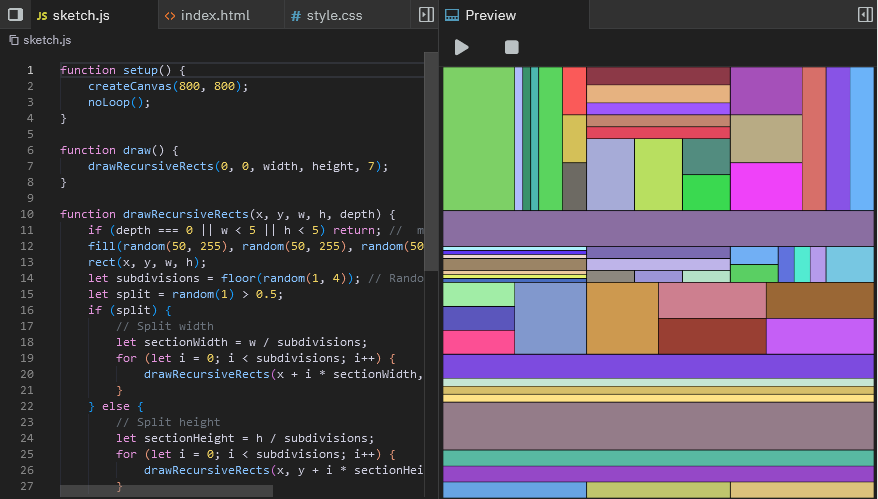 JS sketch.js
<> index.html
# style.css
Preview
sketch.js
1 function setup() {
2 createCanvas(800, 800);
3 noLoop();
4 }
5
6 function draw() {
7 drawRecursiveRects(0, 0, width, height, 7);
8 }
9
10 function drawRecursiveRects(x, y, w, h, depth) {
11 if (depth === 0 || w < 5 || h < 5) return; // m
12 fill(random(50, 255), random(50, 255), random(50
13 rect(x, y, w, h);
14 let subdivisions = floor(random(1, 4)); // Rando
15 let split = random(1) > 0.5;
16 if (split) {
17 // Split width
18 let sectionWidth = w / subdivisions;
19 for (let i = 0; i < subdivisions; i++) {
20 drawRecursiveRects(x + i * sectionWidth,
21 }
22 } else {
23 // Split height
24 let sectionHeight = h / subdivisions;
25 for (let i = 0; i < subdivisions; i++) {
26 drawRecursiveRects(x, y + i * sectionHei
27 }